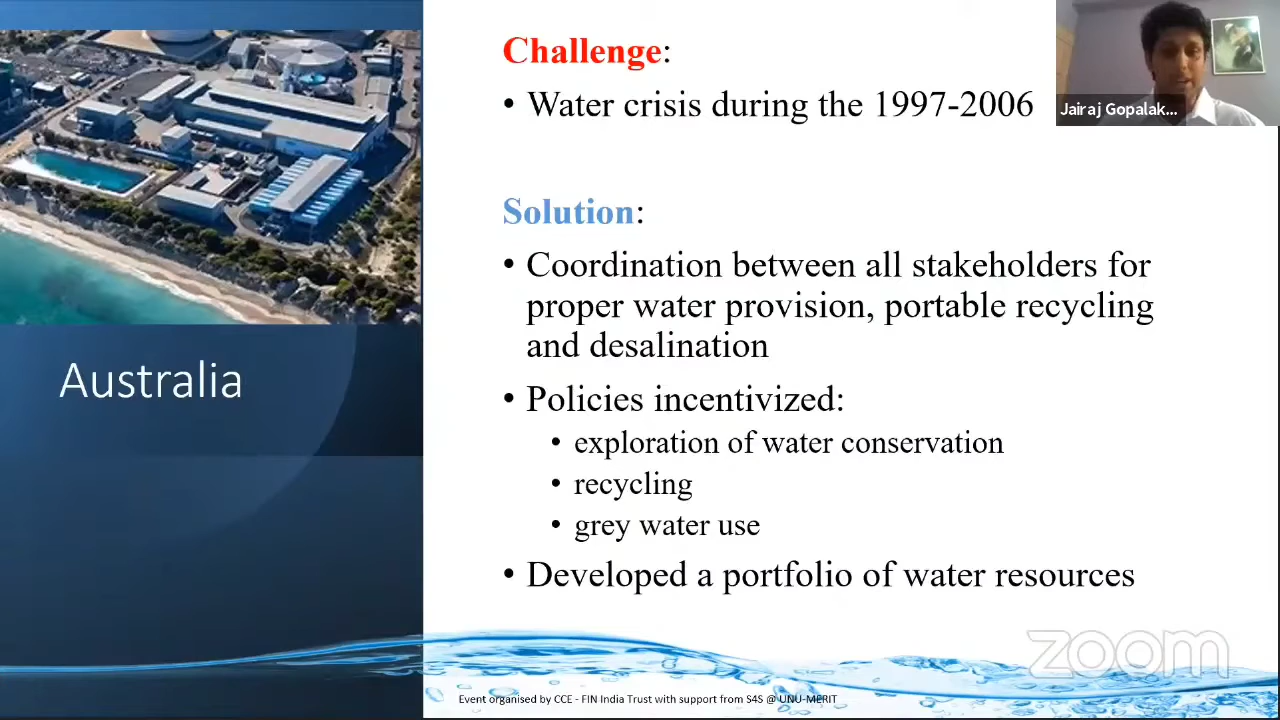 Challenge:
• Water crisis during the 1997-2006
Jairaj Gopalak...
Solution:
• Coordination between all stakeholders for
proper water provision, portable recycling
and desalination
Australia
• Policies incentivized:
• exploration of water conservation
• recycling
• grey water use
• Developed a portfolio of water resources
zoom
Event organised by CCE - FIN India Trust with support from S4S @ UNU-MERIT